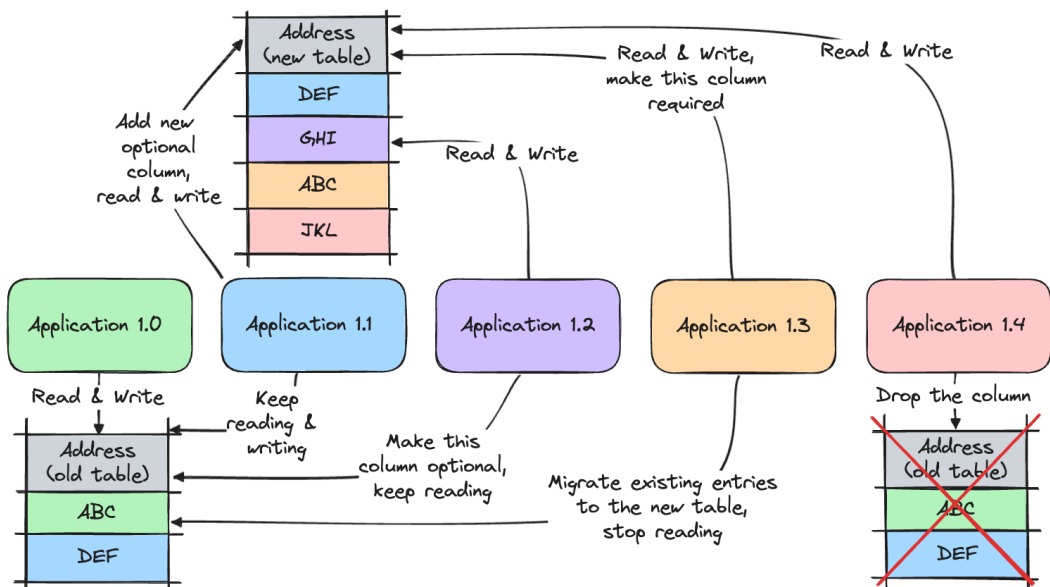 Address
(new table)
DEF
GHI
ABC
JKL
Add new
optional
column,
read & write
Read & Write
Read & Write,
make this column
required
Read & Write
Application 1.0
Application 1.1
Application 1.2
Application 1.3
Application 1.4
Read & Write
Keep
reading &
writing
Make this
column optional,
keep reading
Migrate existing entries
to the new table,
stop reading
Drop the column
Address
(old table)
ABC
DEF
Address
(old table)
ABC
DEF